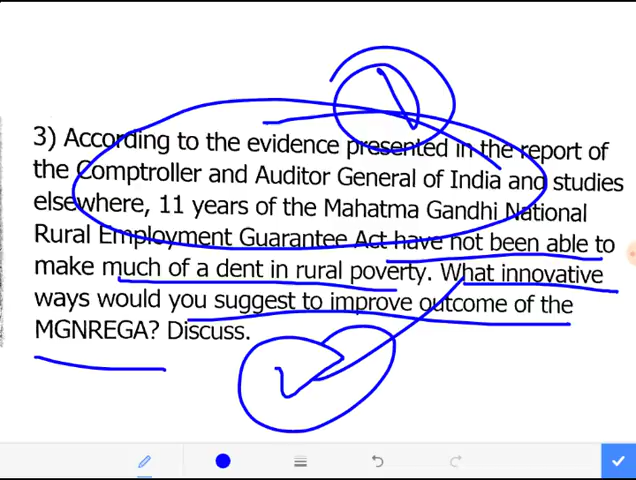 3) According to the evidence presented in the report of
the Comptroller and Auditor General of India and studies
elsewhere, 11 years of the Mahatma Gandhi National
Rural Employment Guarantee Act have not been able to
make much of a dent in rural poverty. What innovative
ways would you suggest to improve outcome of the
MGNREGA? Discuss.